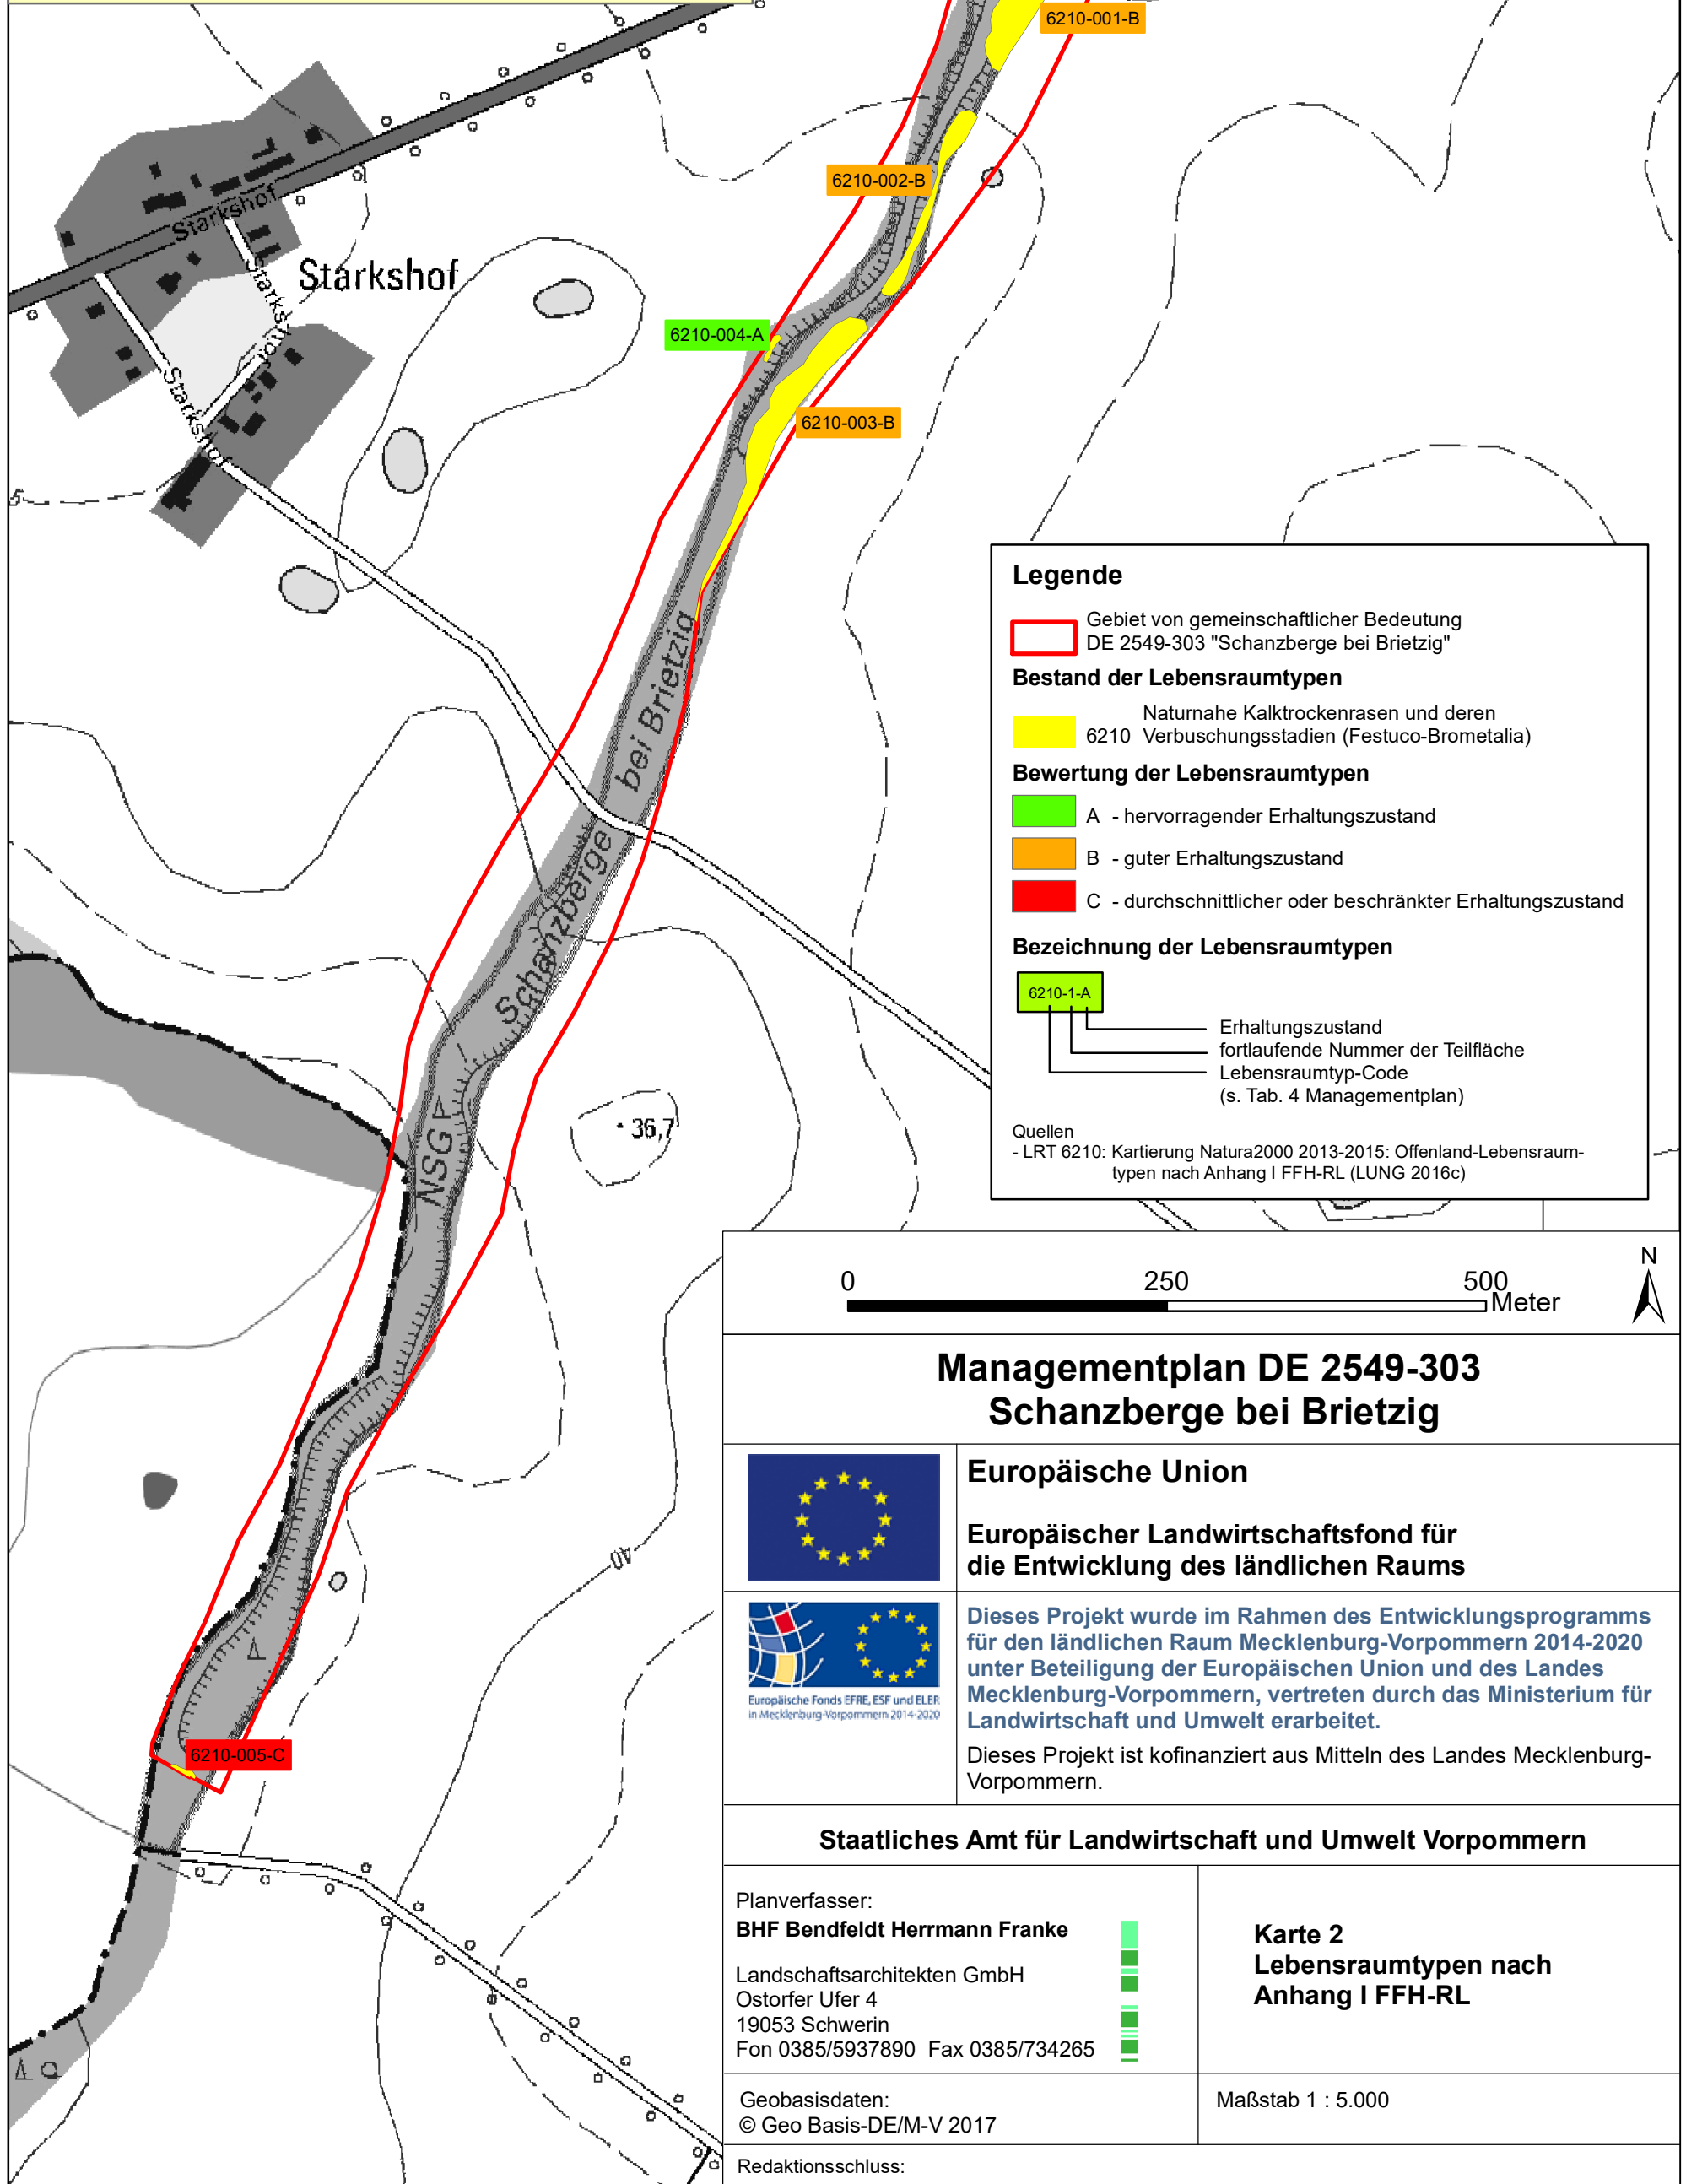 6210-001-B
6210-002-B
Starkshof
Starkshof
Starkshof
6210-004-A
Starkshof
6210-003-B
5
Legende
Gebiet von gemeinschaftlicher Bedeutung
DE 2549-303 "Schanzberge bei Brietzig"
Bestand der Lebensraumtypen
6210 Naturnahe Kalktrockenrasen und deren
Verbuschungsstadien (Festuco-Brometalia)
Bewertung der Lebensraumtypen
A - hervorragender Erhaltungszustand
B - guter Erhaltungszustand
C - durchschnittlicher oder beschränkter Erhaltungszustand
Bezeichnung der Lebensraumtypen
6210-1-A
Erhaltungszustand
fortlaufende Nummer der Teilfläche
Lebensraumtyp-Code
(s. Tab. 4 Managementplan)
Quellen
- LRT 6210: Kartierung Natura2000 2013-2015: Offenland-Lebensraum-
typen nach Anhang I FFH-RL (LUNG 2016c)
NSG Schanzberge bei Brietzig
36,7
40
6210-005-C
0 250 500
Meter
N
Managementplan DE 2549-303
Schanzberge bei Brietzig
Europäische Union
Europäischer Landwirtschaftsfond für
die Entwicklung des ländlichen Raums
Europäische Fonds EFRE, ESF und ELER
in Mecklenburg-Vorpommern 2014-2020
Dieses Projekt wurde im Rahmen des Entwicklungsprogramms
für den ländlichen Raum Mecklenburg-Vorpommern 2014-2020
unter Beteiligung der Europäischen Union und des Landes
Mecklenburg-Vorpommern, vertreten durch das Ministerium für
Landwirtschaft und Umwelt erarbeitet.
Dieses Projekt ist kofinanziert aus Mitteln des Landes Mecklenburg-
Vorpommern.
Staatliches Amt für Landwirtschaft und Umwelt Vorpommern
Planverfasser:
BHF Bendfeldt Herrmann Franke
Landschaftsarchitekten GmbH
Ostorfer Ufer 4
19053 Schwerin
Fon 0385/5937890 Fax 0385/734265
Karte 2
Lebensraumtypen nach
Anhang I FFH-RL
Geobasisdaten:
© Geo Basis-DE/M-V 2017
Maßstab 1 : 5.000
Redaktionsschluss: